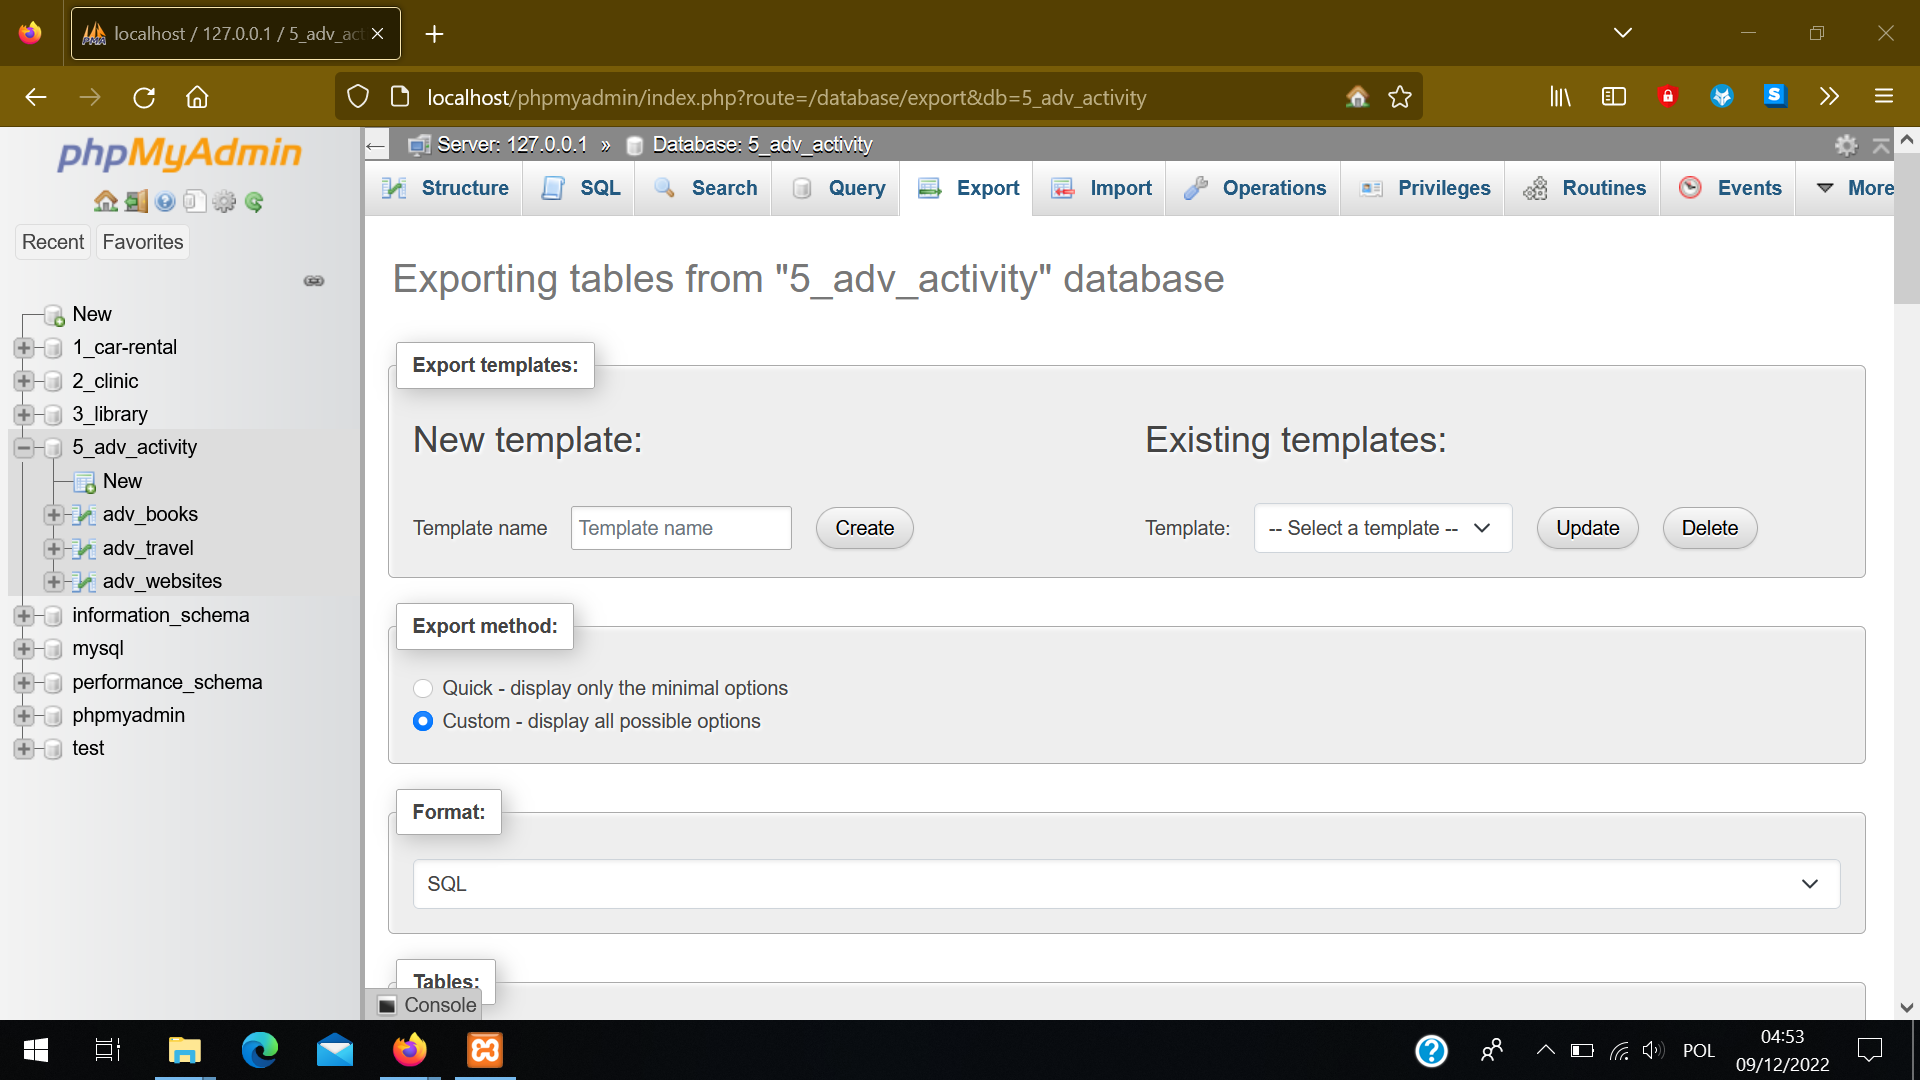 localhost / 127.0.0.1 / 5_adv_act
localhost/phpmyadmin/index.php?route=/database/export&db=5_adv_activity
phpMyAdmin
Recent Favorites
New
1_car-rental
2_clinic
3_library
5_adv_activity
New
adv_books
adv_travel
adv_websites
information_schema
mysql
performance_schema
phpmyadmin
test
Server: 127.0.0.1 » Database: 5_adv_activity
Structure SQL Search Query Export Import Operations Privileges Routines Events More
Exporting tables from "5_adv_activity" database
Export templates:
New template:
Template name Template name Create
Existing templates:
Template: -- Select a template -- Update Delete
Export method:
Quick - display only the minimal options
Custom - display all possible options
Format:
SQL
Tables:
Console
POL
04:53
09/12/2022